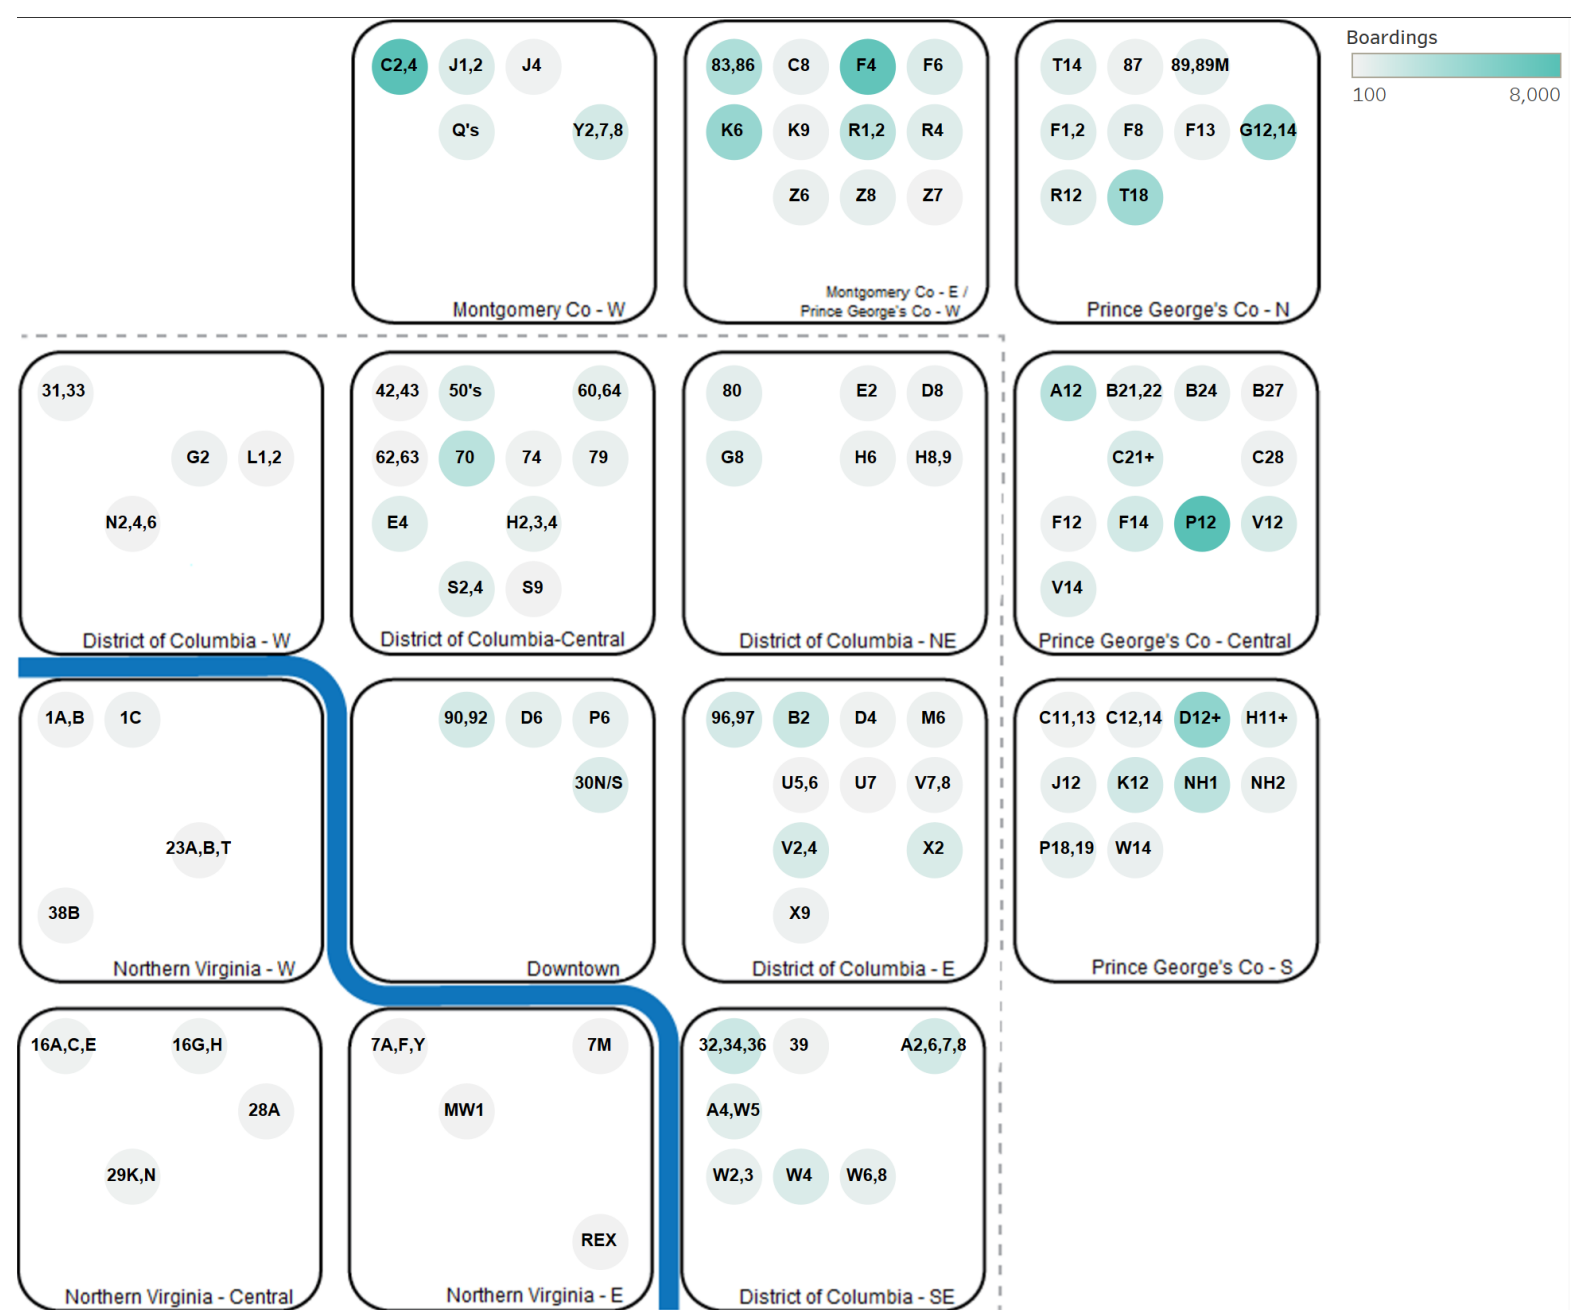 Boardings
100 8,000
C2,4 J1,2 J4
Q's Y2,7,8
Montgomery Co - W
83,86 C8 F4 F6
K6 K9 R1,2 R4
Z6 Z8 Z7
Montgomery Co - E /
Prince George's Co - W
T14 87 89,89M
F1,2 F8 F13 G12,14
R12 T18
Prince George's Co - N
31,33
G2 L1,2
N2,4,6
District of Columbia - W
42,43 50's 60,64
62,63 70 74 79
E4 H2,3,4
S2,4 S9
District of Columbia-Central
80 E2 D8
G8 H6 H8,9
District of Columbia - NE
A12 B21,22 B24 B27
C21+ C28
F12 F14 P12 V12
V14
Prince George's Co - Central
1A,B 1C
23A,B,T
38B
Northern Virginia - W
90,92 D6 P6
30N/S
Downtown
96,97 B2 D4 M6
U5,6 U7 V7,8
V2,4 X2
X9
District of Columbia - E
C11,13 C12,14 D12+ H11+
J12 K12 NH1 NH2
P18,19 W14
Prince George's Co - S
16A,C,E 16G,H
28A
29K,N
Northern Virginia - Central
7A,F,Y 7M
MW1
REX
Northern Virginia - E
32,34,36 39 A2,6,7,8
A4,W5
W2,3 W4 W6,8
District of Columbia - SE